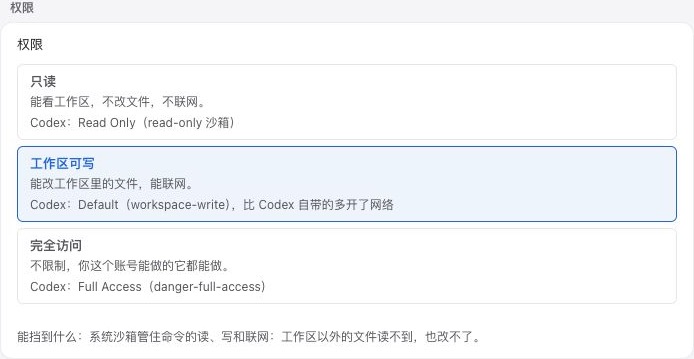 权限
权限
只读
能看工作区，不改文件，不联网。
Codex：Read Only（read-only 沙箱）
工作区可写
能改工作区里的文件，能联网。
Codex：Default（workspace-write），比 Codex 自带的多开了网络
完全访问
不限制，你这个账号能做的它都能做。
Codex：Full Access（danger-full-access）
能挡到什么：系统沙箱管住命令的读、写和联网：工作区以外的文件读不到，也改不了。